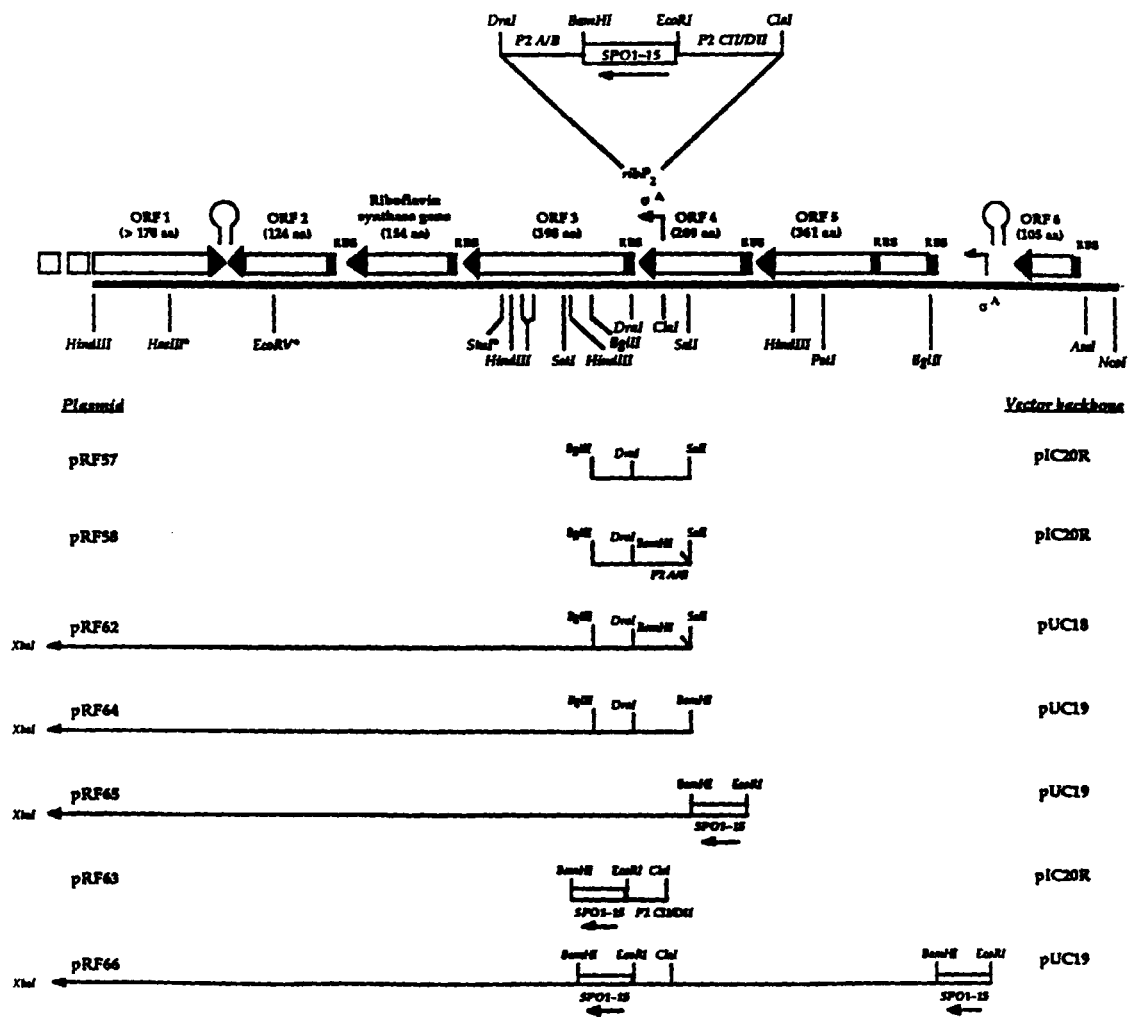 DraI BamHI EcoRI ClaI
P2 A/B SPO1-15 P2 CII/DII
ribP2
σA
ORF 1 (> 178 aa)
ORF 2 (124 aa)
Riboflavin synthase gene (154 aa)
ORF 3 (398 aa)
ORF 4 (209 aa)
ORF 5 (361 aa)
ORF 6 (105 aa)
RBS RBS RBS RBS RBS RBS RBS
σA
HindIII HaeIII* EcoRV* HindIII SstI HindIII BglII DraI ClaI SalI HindIII PstI BglII NcoI
Plasmid Vector backbone
BglII DraI SalI
pRF57 pIC20R
BglII DraI BamHI SalI
pRF58 pIC20R
P2 A/B
BglII DraI BamHI SalI
XbaI pRF62 pUC18
BglII DraI BamHI
XbaI pRF64 pUC19
BamHI EcoRI
XbaI pRF65 pUC19
SPO1-15
BamHI EcoRI ClaI
pRF63 pIC20R
SPO1-15 P2 CII/DII
BamHI EcoRI ClaI BamHI EcoRI
XbaI pRF66 pUC19
SPO1-15 SPO1-15